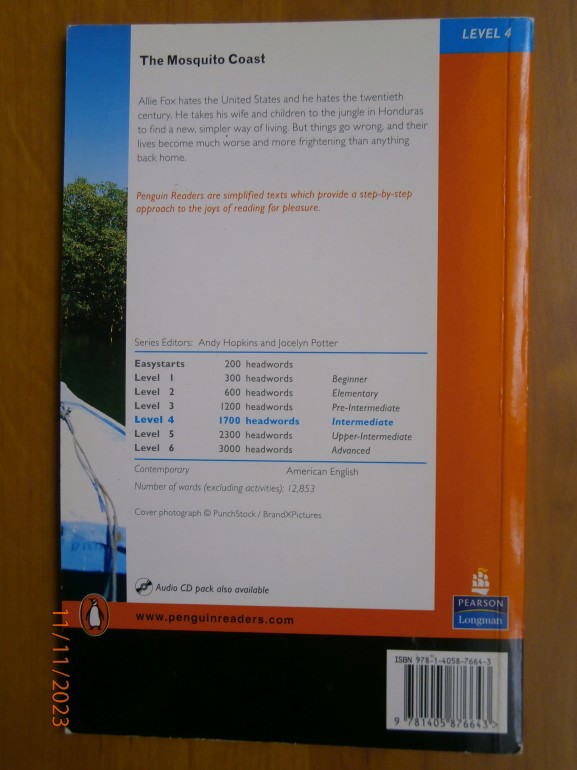 LEVEL 4
The Mosquito Coast
Allie Fox hates the United States and he hates the twentieth
century. He takes his wife and children to the jungle in Honduras
to find a new, simpler way of living. But things go wrong, and their
lives become much worse and more frightening than anything
back home.
Penguin Readers are simplified texts which provide a step-by-step
approach to the joys of reading for pleasure.
Series Editors: Andy Hopkins and Jocelyn Potter
Easystarts 200 headwords
Level 1 300 headwords Beginner
Level 2 600 headwords Elementary
Level 3 1200 headwords Pre-Intermediate
Level 4 1700 headwords Intermediate
Level 5 2300 headwords Upper-Intermediate
Level 6 3000 headwords Advanced
Contemporary American English
Number of words (excluding activities): 12,853
Cover photograph © PunchStock / BrandXPictures
Audio CD pack also available
www.penguinreaders.com
PEARSON
Longman
ISBN 978-1-4058-7664-3
9 781405 876643 >
11/11/2023